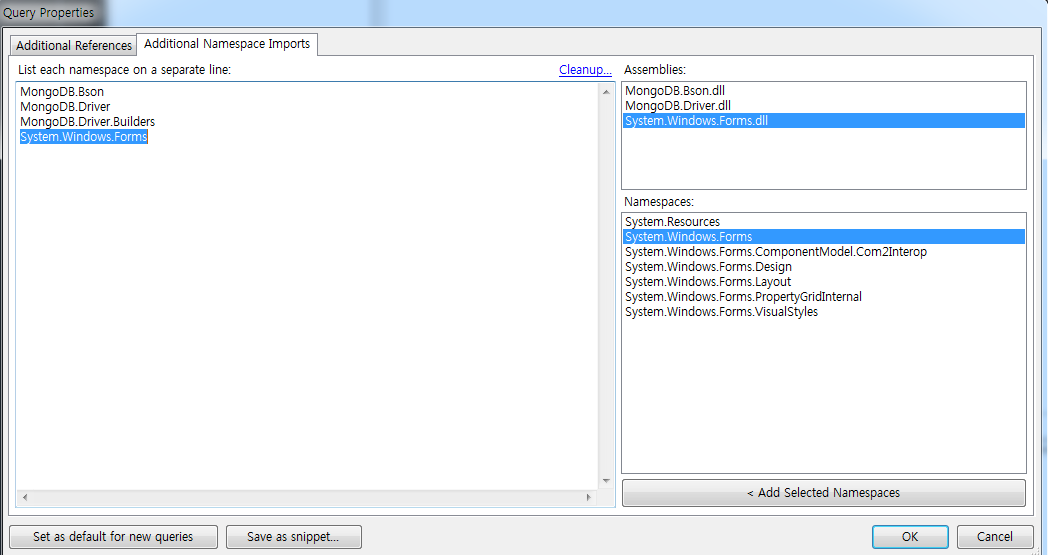 Query Properties
Additional References
Additional Namespace Imports
List each namespace on a separate line:
Cleanup...
MongoDB.Bson
MongoDB.Driver
MongoDB.Driver.Builders
System.Windows.Forms
Assemblies:
MongoDB.Bson.dll
MongoDB.Driver.dll
System.Windows.Forms.dll
Namespaces:
System.Resources
System.Windows.Forms
System.Windows.Forms.ComponentModel.Com2Interop
System.Windows.Forms.Design
System.Windows.Forms.Layout
System.Windows.Forms.PropertyGridInternal
System.Windows.Forms.VisualStyles
< Add Selected Namespaces
Set as default for new queries
Save as snippet...
OK
Cancel